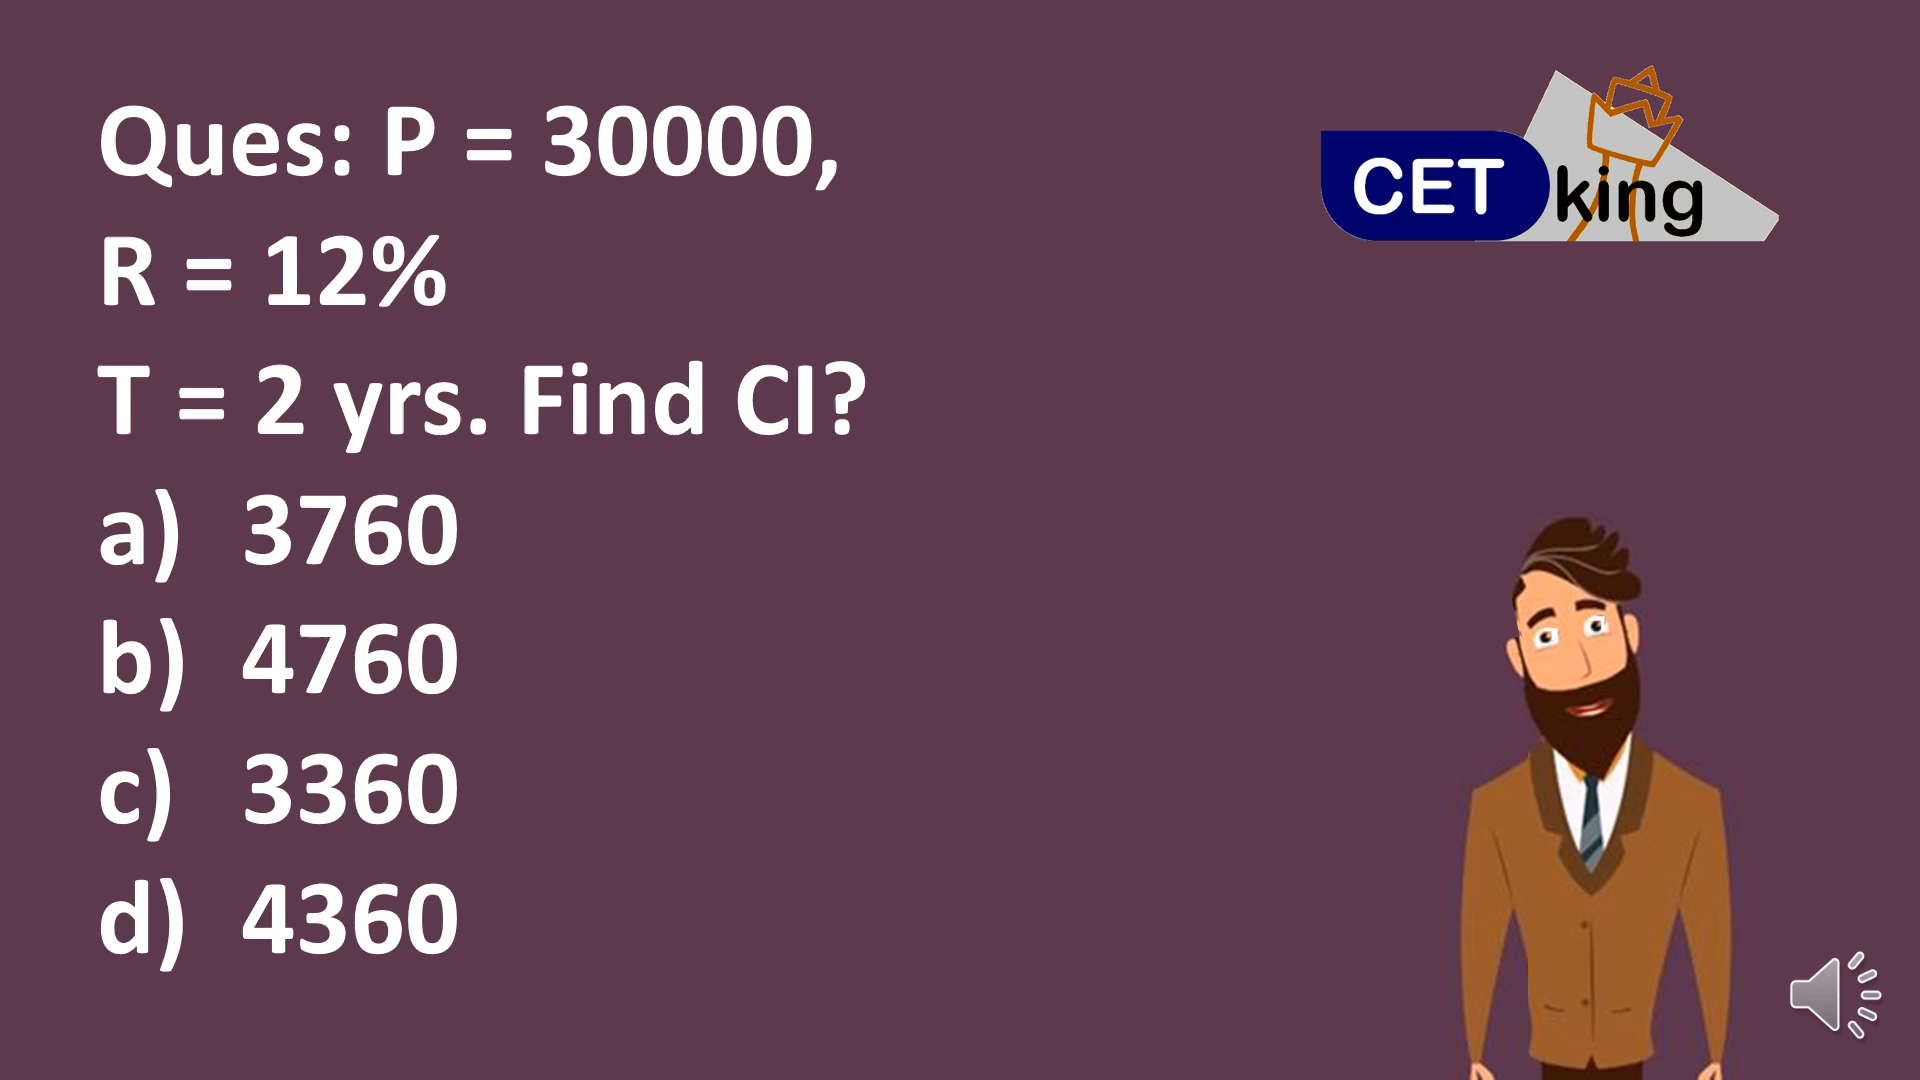 Ques: P = 30000,
CET king
R = 12%
T = 2 yrs. Find CI?
a) 3760
b) 4760
c) 3360
d) 4360